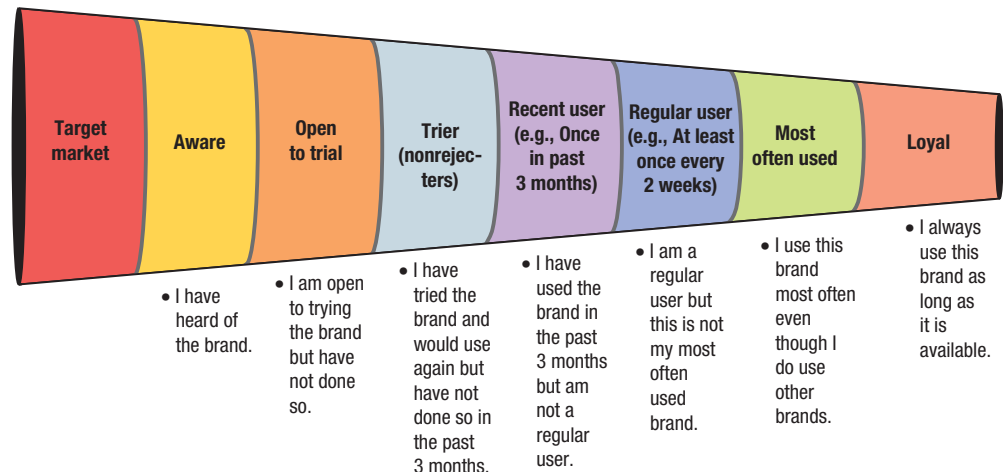 Target
market
Aware
Open
to trial
Trier
(nonrejec-
ters)
Recent user
(e.g., Once
in past
3 months)
Regular user
(e.g., At least
once every
2 weeks)
Most
often used
Loyal
• I have
heard of
the brand.
• I am open
to trying
the brand
but have
not done
so.
• I have
tried the
brand and
would use
again but
have not
done so in
the past
3 months.
• I have
used the
brand in
the past
3 months
but am
not a
regular
user.
• I am a
regular
user but
this is not
my most
often
used
brand.
• I use this
brand
most often
even
though I
do use
other
brands.
• I always
use this
brand as
long as
it is
available.